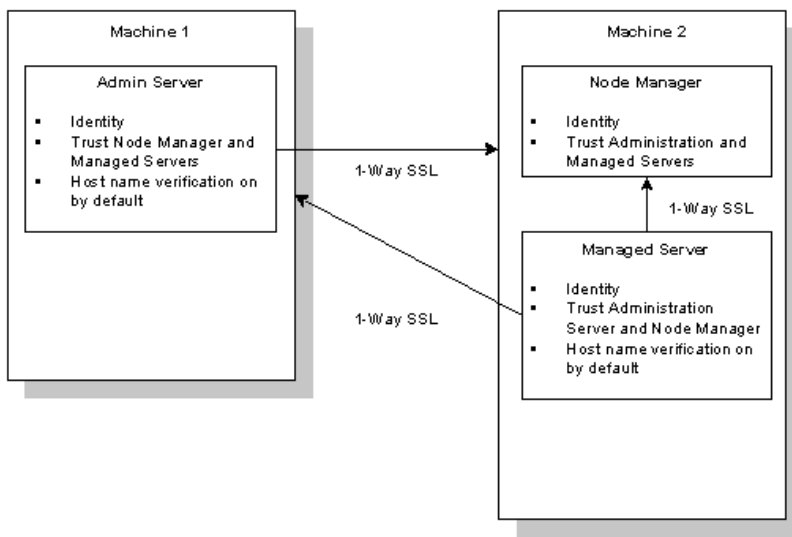 Machine 1
Admin Server
▪ Identity
▪ Trust Node Manager and
Managed Servers
▪ Host name verification on
by default
1-Way SSL
1-Way SSL
Machine 2
Node Manager
▪ Identity
▪ Trust Administration and
Managed Servers
1-Way SSL
Managed Server
▪ Identity
▪ Trust Administration
Server and Node Manager
▪ Host name verification on
by default